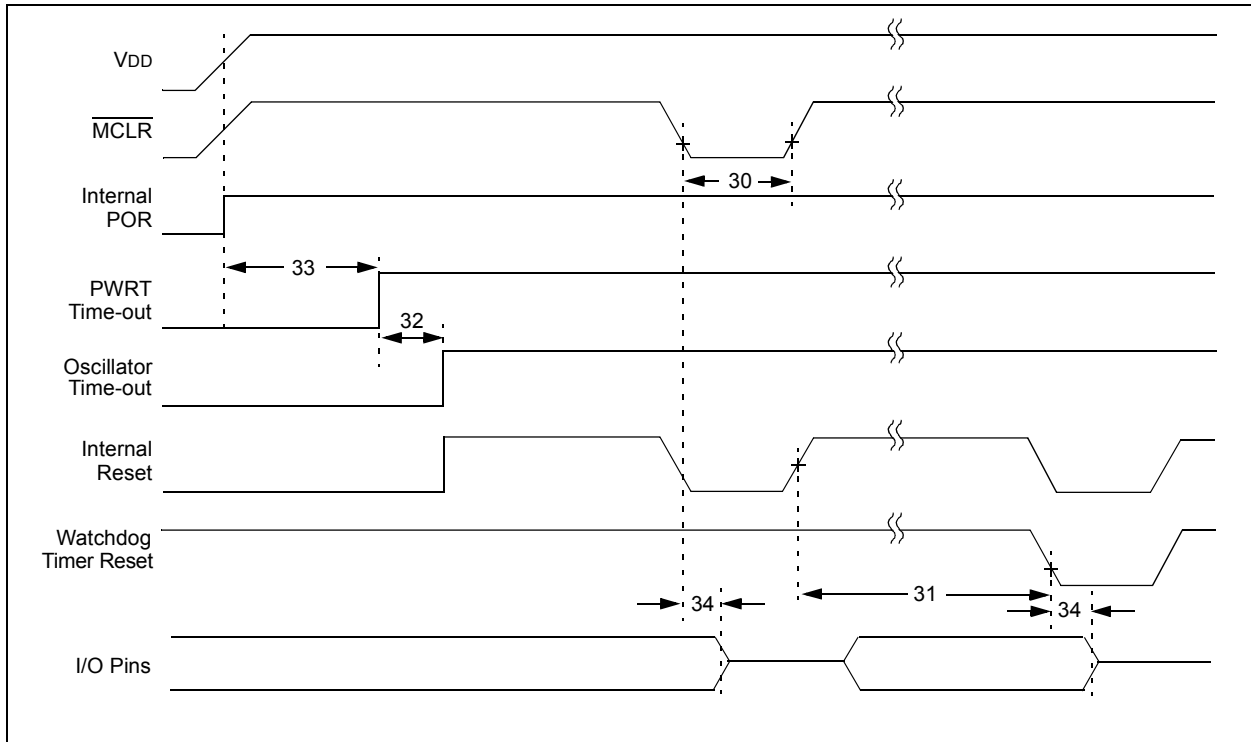 VDD
MCLR
30
Internal
POR
33
PWRT
Time-out
32
Oscillator
Time-out
Internal
Reset
Watchdog
Timer Reset
31
34
34
I/O Pins